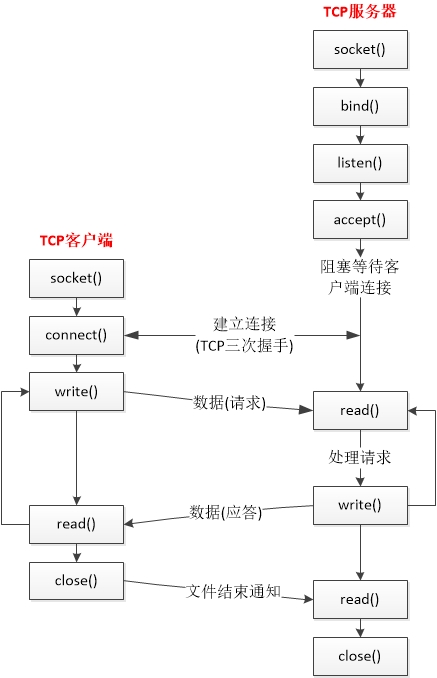 TCP服务器
socket()
bind()
listen()
accept()
阻塞等待客
户端连接
TCP客户端
socket()
connect()
建立连接
(TCP三次握手)
write()
数据(请求)
read()
处理请求
write()
数据(应答)
read()
close()
文件结束通知
read()
close()